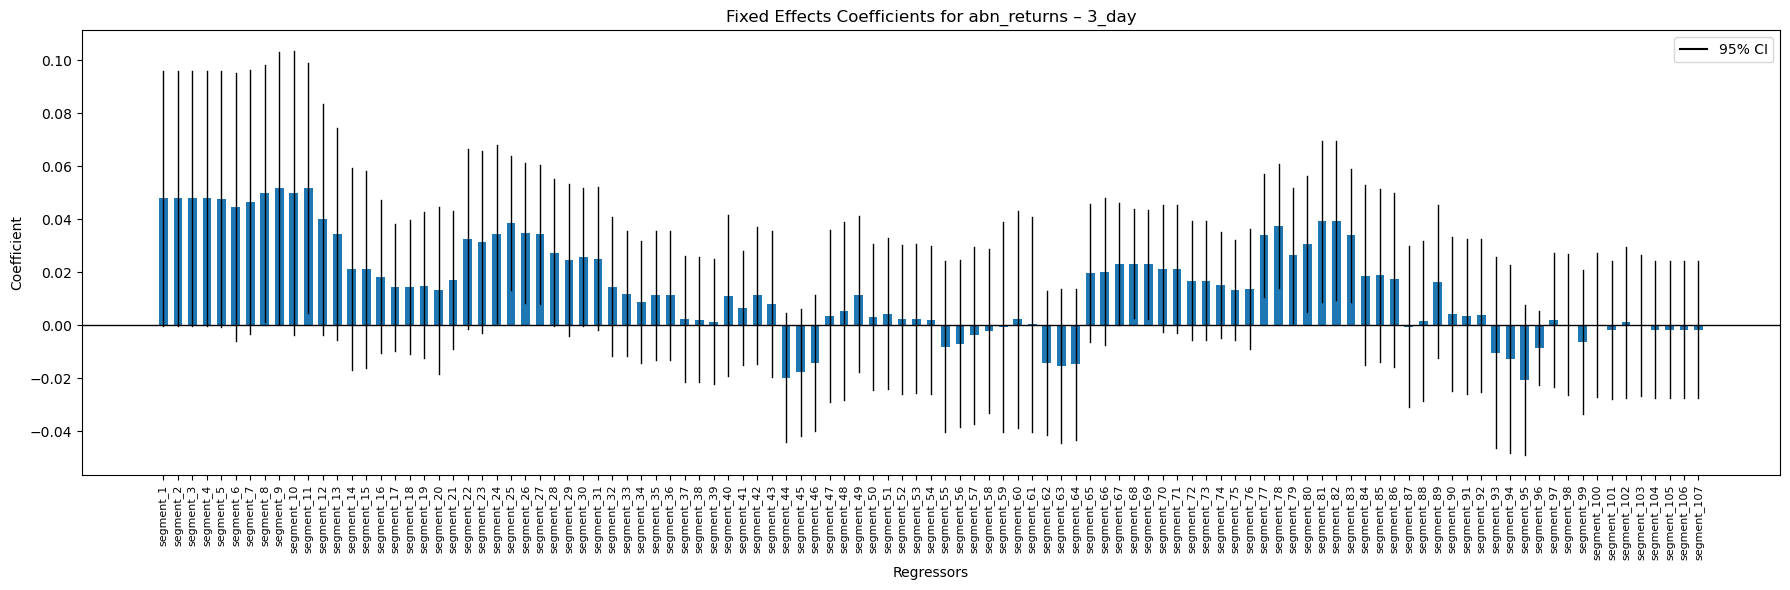 Fixed Effects Coefficients for abn_returns – 3_day
95% CI
Coefficient
0.10
0.08
0.06
0.04
0.02
0.00
−0.02
−0.04
segment_1
segment_2
segment_3
segment_4
segment_5
segment_6
segment_7
segment_8
segment_9
segment_10
segment_11
segment_12
segment_13
segment_14
segment_15
segment_16
segment_17
segment_18
segment_19
segment_20
segment_21
segment_22
segment_23
segment_24
segment_25
segment_26
segment_27
segment_28
segment_29
segment_30
segment_31
segment_32
segment_33
segment_34
segment_35
segment_36
segment_37
segment_38
segment_39
segment_40
segment_41
segment_42
segment_43
segment_44
segment_45
segment_46
segment_47
segment_48
segment_49
segment_50
segment_51
segment_52
segment_53
segment_54
segment_55
segment_56
segment_57
segment_58
segment_59
segment_60
segment_61
segment_62
segment_63
segment_64
segment_65
segment_66
segment_67
segment_68
segment_69
segment_70
segment_71
segment_72
segment_73
segment_74
segment_75
segment_76
segment_77
segment_78
segment_79
segment_80
segment_81
segment_82
segment_83
segment_84
segment_85
segment_86
segment_87
segment_88
segment_89
segment_90
segment_91
segment_92
segment_93
segment_94
segment_95
segment_96
segment_97
segment_98
segment_99
segment_100
segment_101
segment_102
segment_103
segment_104
segment_105
segment_106
segment_107
Regressors